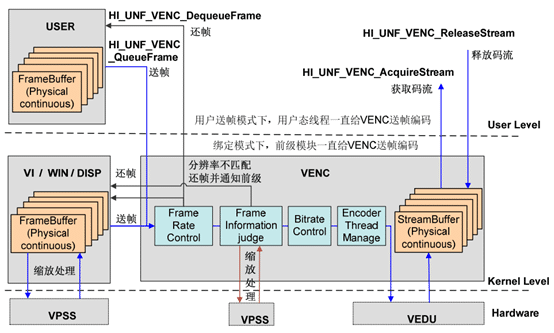 USER
HI_UNF_VENC_DequeueFrame
还帧
HI_UNF_VENC
_QueueFrame
送帧
FrameBuffer
(Physical
continuous)
HI_UNF_VENC_ReleaseStream
释放码流
HI_UNF_VENC_AcquireStream
获取码流
用户送帧模式下，用户态线程一直给VENC送帧编码
User Level
绑定模式下，前级模块一直给VENC送帧编码
VI / WIN / DISP
还帧
分辨率不匹配
还帧并通知前级
VENC
FrameBuffer
(Physical
continuous)
送帧
Frame
Rate
Control
Frame
Information
judge
Bitrate
Control
Encoder
Thread
Manage
StreamBuffer
(Physical
continuous)
缩放处理
缩放处理
Kernel Level
VPSS
VPSS
VEDU
Hardware